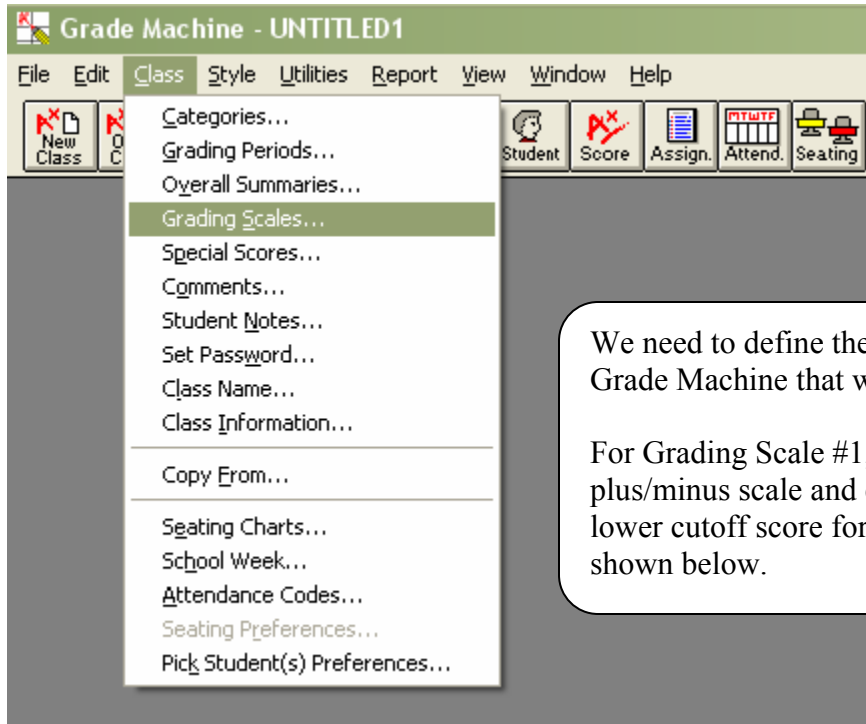 Grade Machine - UNTITLED1
File Edit Class Style Utilities Report View Window Help
New Class Student Score Assign. MTWTF Attend. Seating
Categories...
Grading Periods...
Overall Summaries...
Grading Scales...
Special Scores...
Comments...
Student Notes...
Set Password...
Class Name...
Class Information...
Copy From...
Seating Charts...
School Week...
Attendance Codes...
Seating Preferences...
Pick Student(s) Preferences...
We need to define the
Grade Machine that w
For Grading Scale #1
plus/minus scale and
lower cutoff score for
shown below.